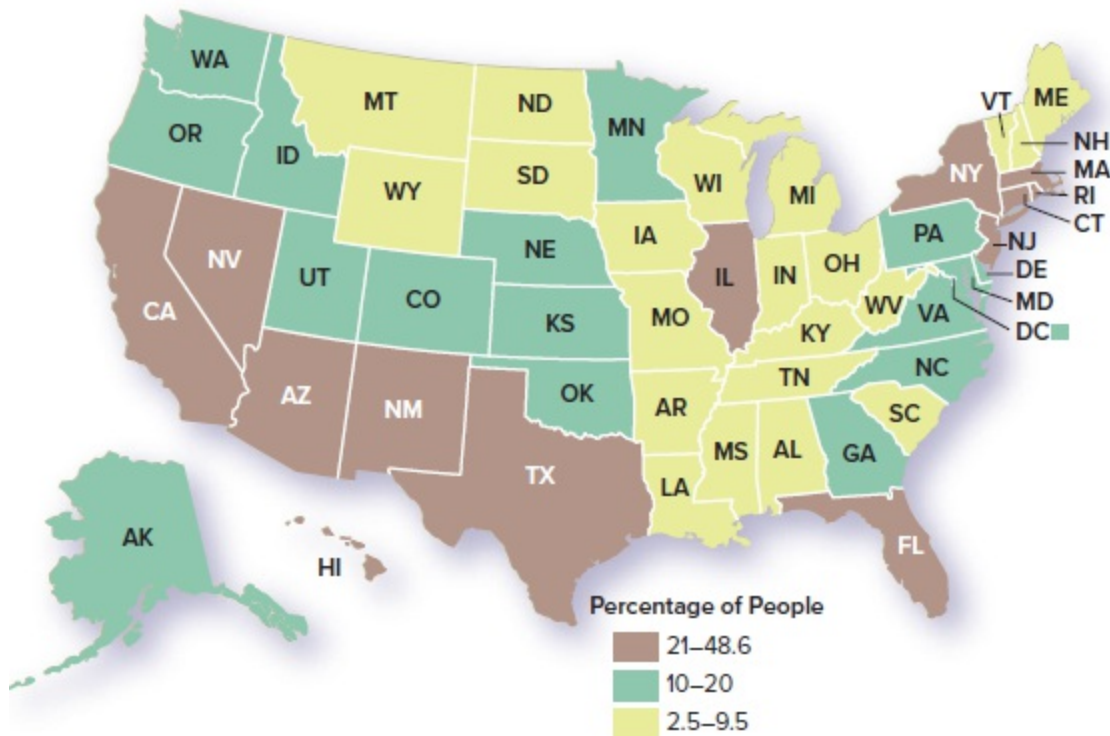 WA
MT
ND
MN
VT
ME
OR
ID
NH
SD
WI
MI
NY
MA
WY
RI
CT
IA
PA
NE
NJ
NV
UT
IL
IN
OH
DE
CO
MD
CA
WV
VA
DC
KS
MO
KY
NC
TN
AZ
NM
OK
AR
SC
MS
AL
GA
TX
LA
AK
FL
HI
Percentage of People
21–48.6
10–20
2.5–9.5